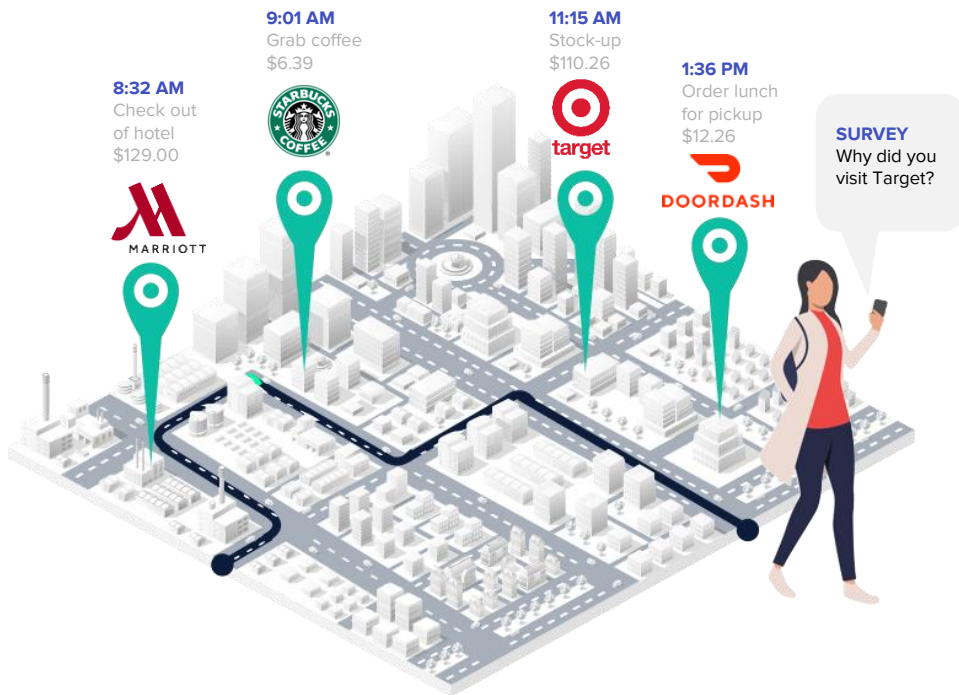 8:32 AM
Check out
of hotel
$129.00
MARRIOTT
9:01 AM
Grab coffee
$6.39
STARBUCKS
COFFEE
®
11:15 AM
Stock-up
$110.26
target
1:36 PM
Order lunch
for pickup
$12.26
DOORDASH
SURVEY
Why did you
visit Target?